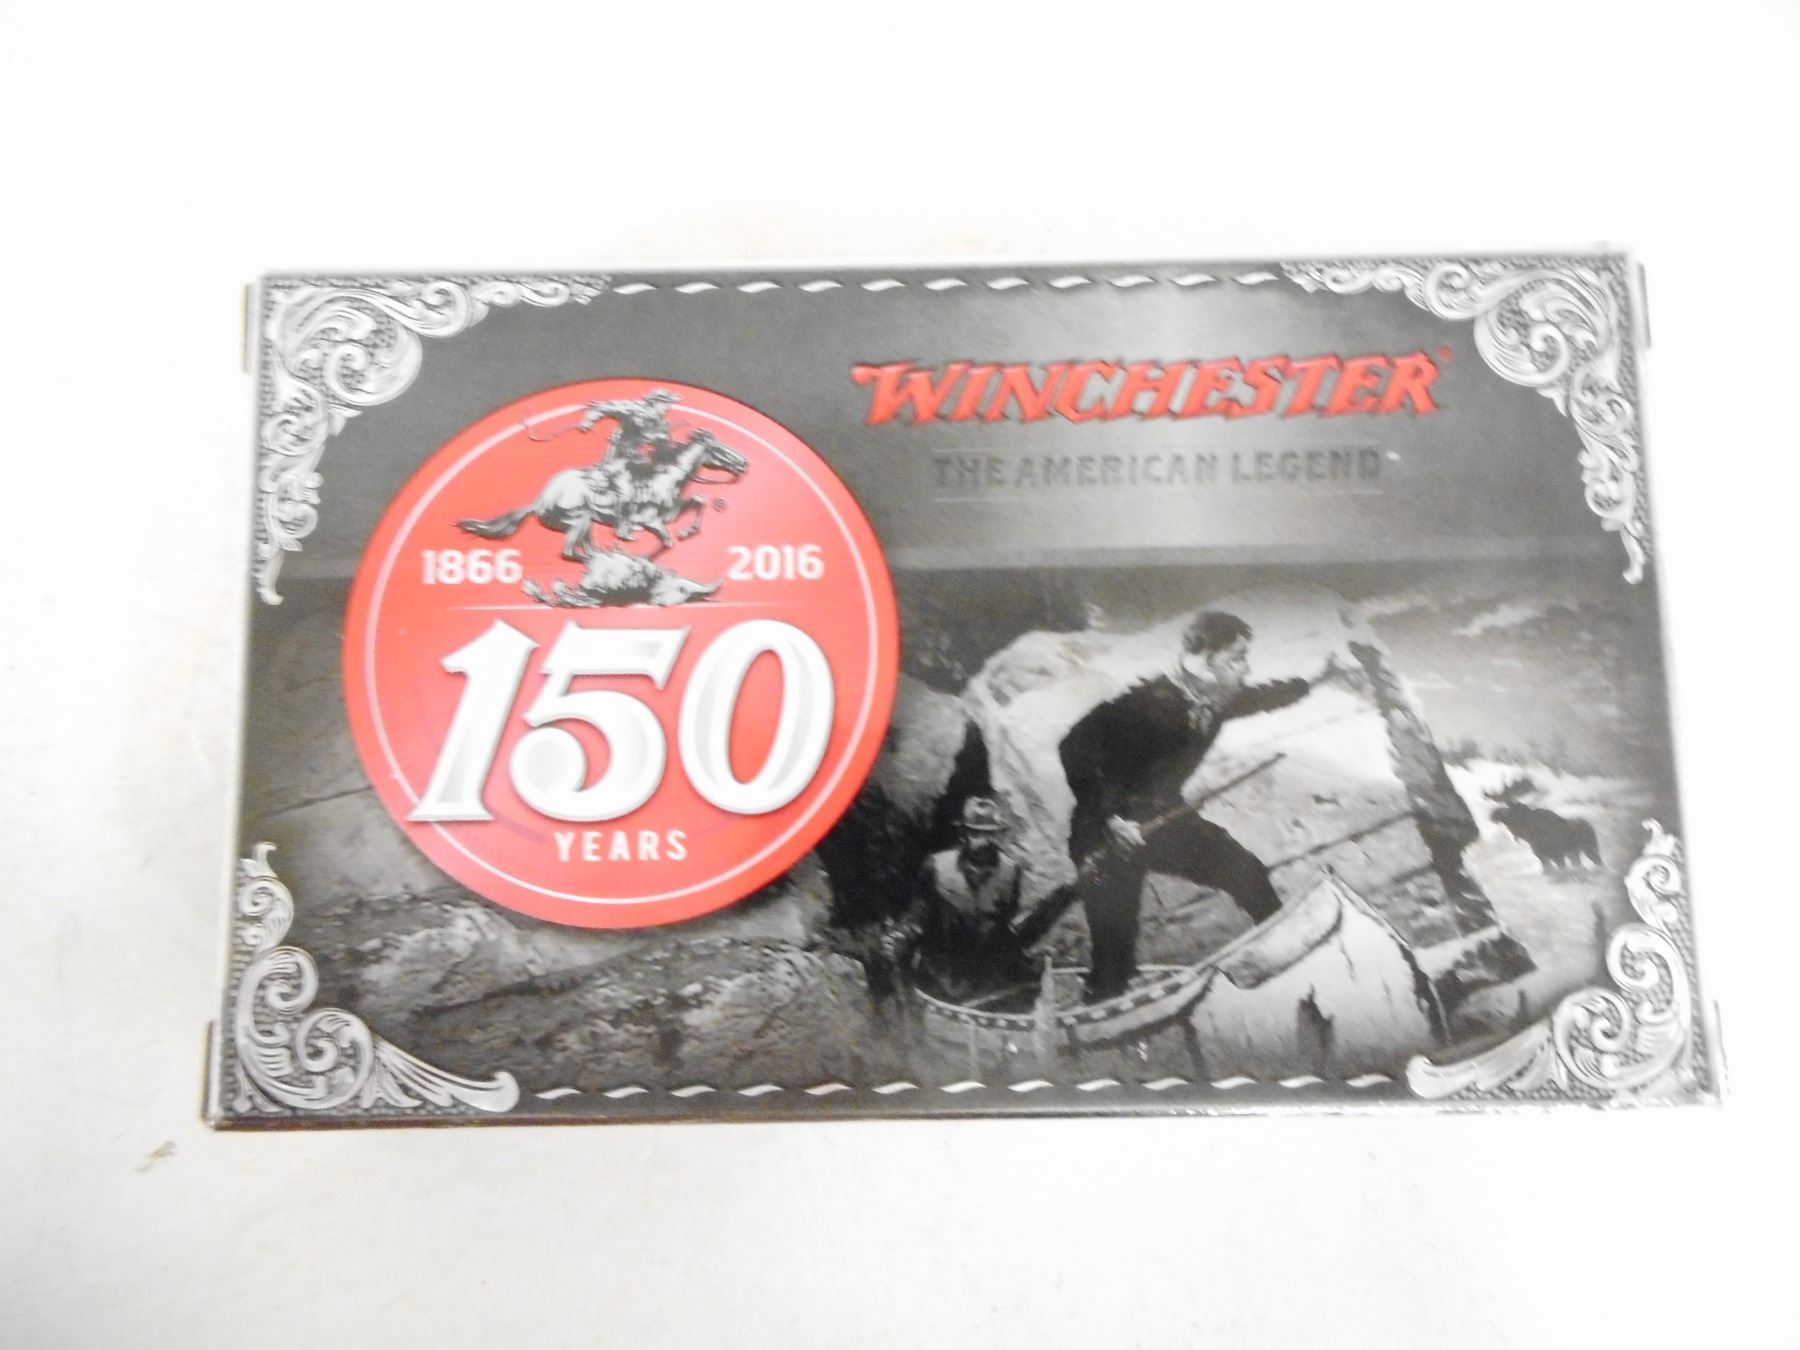 WINCHESTER®
THE AMERICAN LEGEND
®
1866 2016
150
YEARS